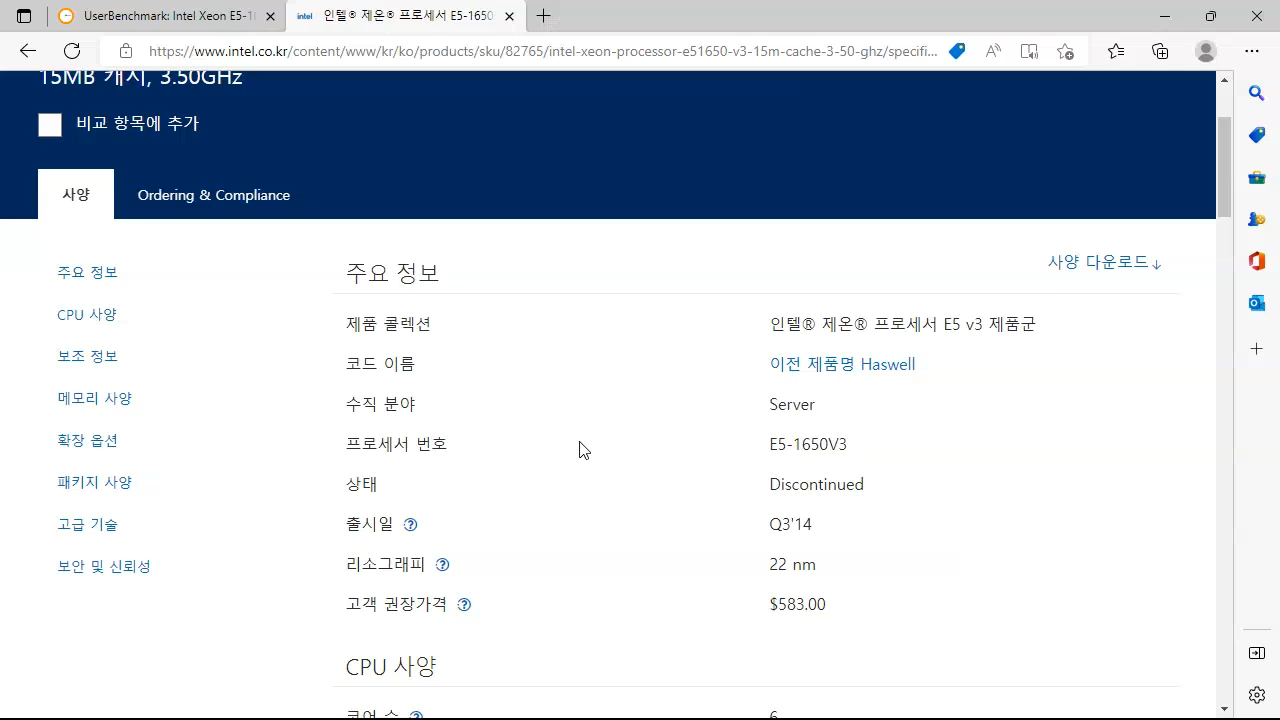 UserBenchmark: Intel Xeon E5-1
intel 인텔® 제온® 프로세서 E5-1650
https://www.intel.co.kr/content/www/kr/ko/products/sku/82765/intel-xeon-processor-e51650-v3-15m-cache-3-50-ghz/specifi...
15MB 캐시, 3.50GHz
비교 항목에 추가
사양 Ordering & Compliance
주요 정보
CPU 사양
보조 정보
메모리 사양
확장 옵션
패키지 사양
고급 기술
보안 및 신뢰성
주요 정보 사양 다운로드↓
제품 콜렉션 인텔® 제온® 프로세서 E5 v3 제품군
코드 이름 이전 제품명 Haswell
수직 분야 Server
프로세서 번호 E5-1650V3
상태 Discontinued
출시일 Q3'14
리소그래피 22 nm
고객 권장가격 $583.00
CPU 사양
코어 수 6